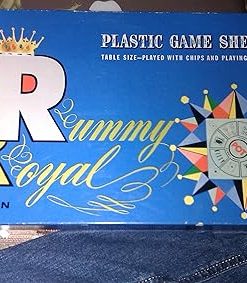 PLASTIC GAME SHE
TABLE SIZE—PLAYED WITH CHIPS AND PLAYING
Rummy
Royal
N